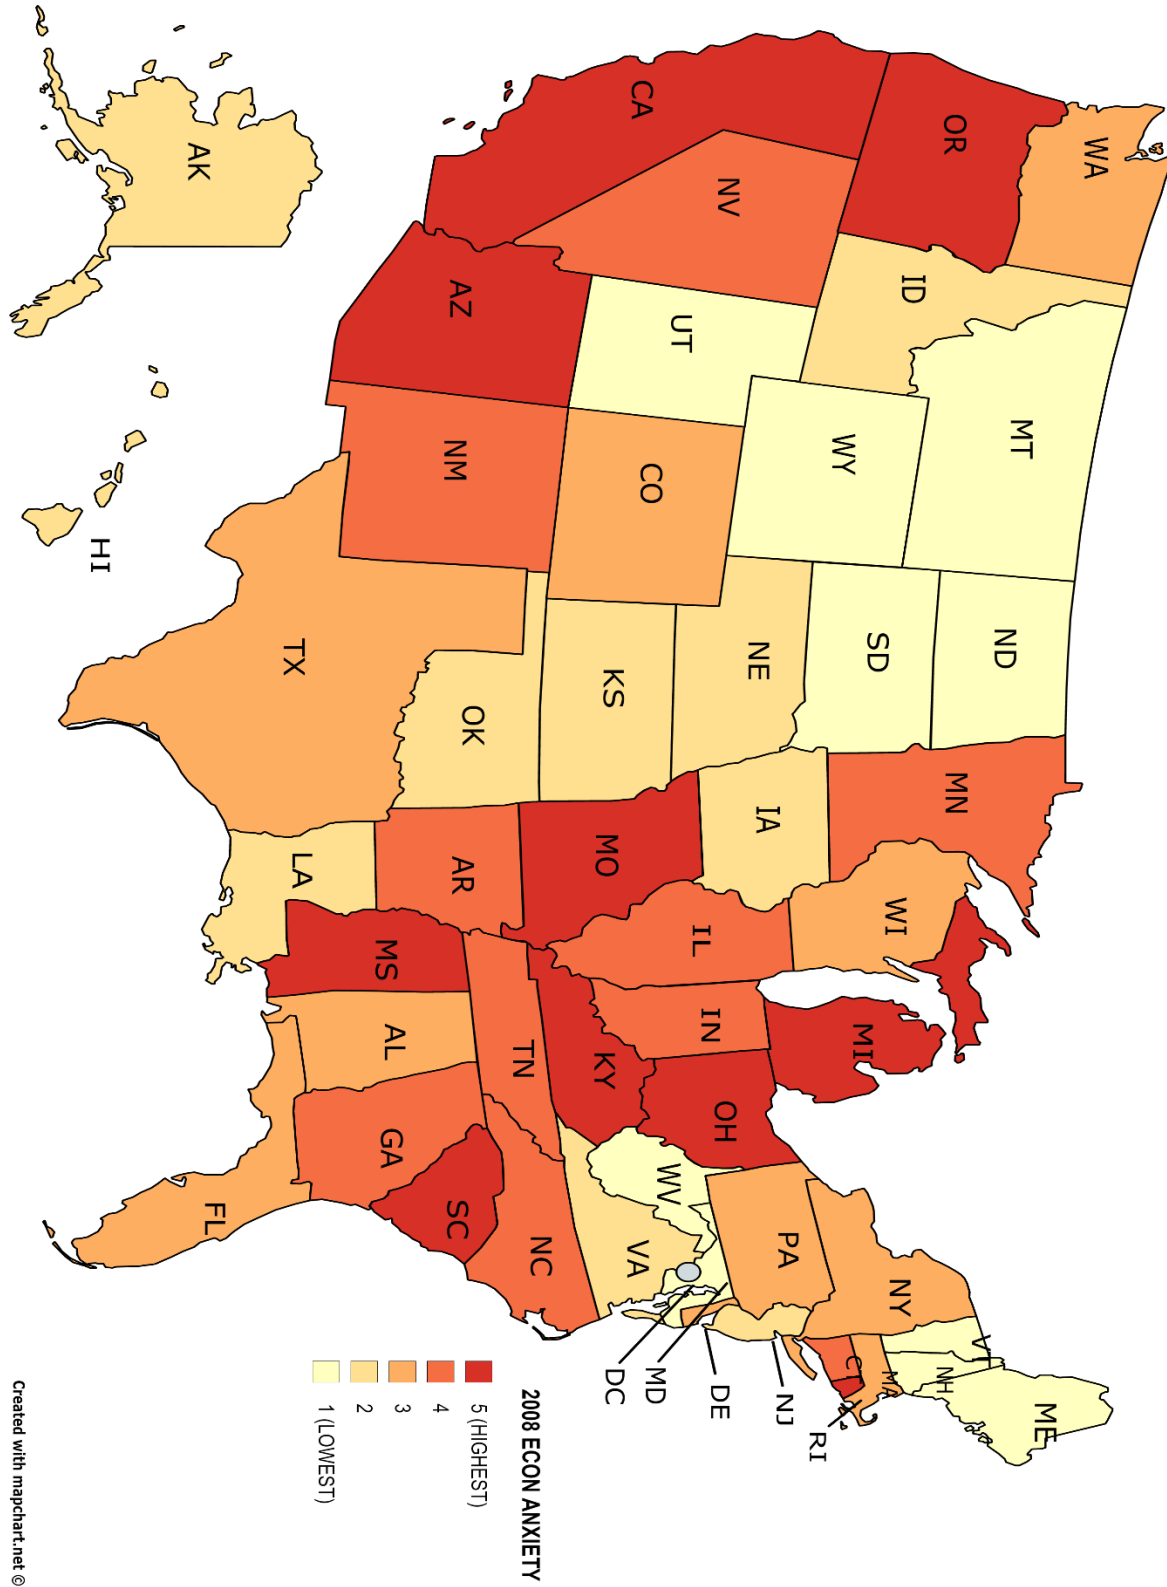 WA
OR
CA
NV
ID
MT
WY
UT
AZ
CO
NM
ND
SD
NE
KS
OK
TX
MN
IA
MO
AR
LA
WI
IL
IN
MI
OH
KY
TN
MS
AL
GA
FL
SC
NC
VA
WV
PA
NY
VT
NH
ME
MA
CT
RI
NJ
DE
MD
DC
AK
HI
2008 ECON ANXIETY
5 (HIGHEST)
4
3
2
1 (LOWEST)
Created with mapchart.net ©